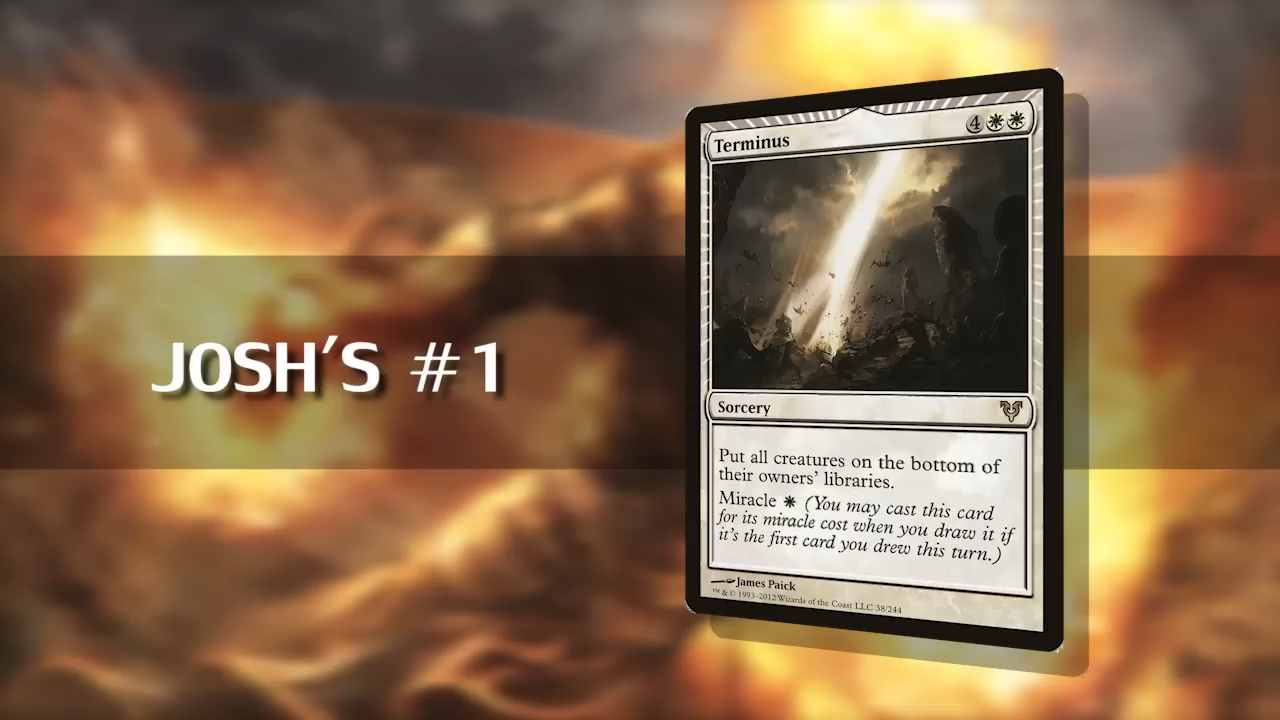 JOSH'S #1
Terminus
4
Sorcery
Put all creatures on the bottom of
their owners' libraries.
Miracle (You may cast this card
for its miracle cost when you draw it if
it's the first card you drew this turn.)
James Paick
™ & © 1993–2012 Wizards of the Coast LLC 38/244